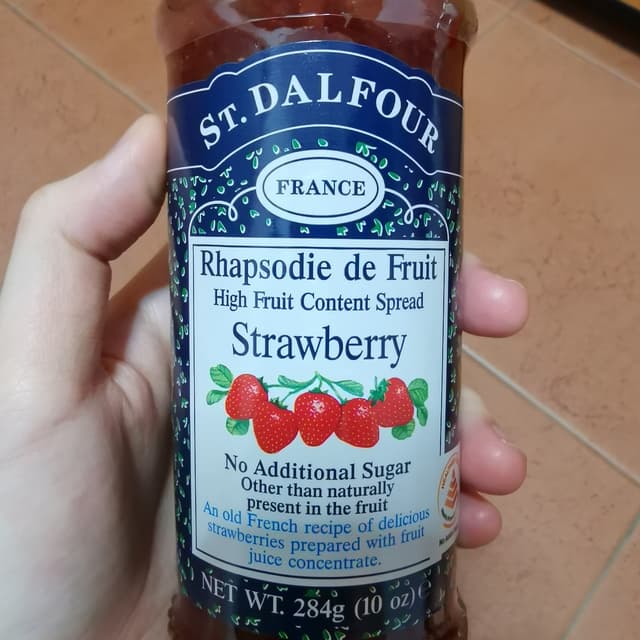 ST. DALFOUR
FRANCE
Rhapsodie de Fruit
High Fruit Content Spread
Strawberry
No Additional Sugar
Other than naturally
present in the fruit
An old French recipe of delicious
strawberries prepared with fruit
juice concentrate.
NET WT. 284g (10 oz)